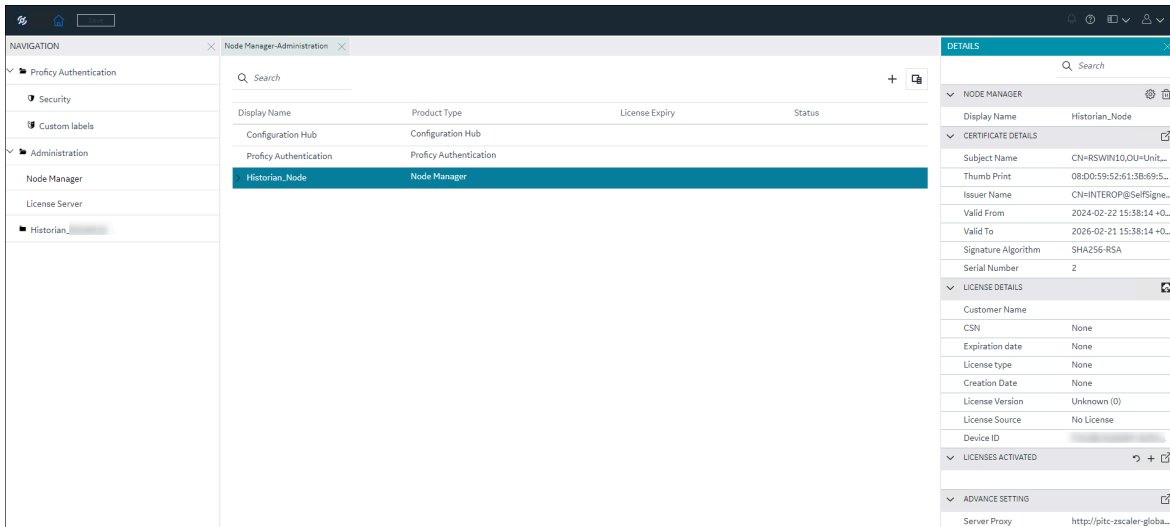 Save
NAVIGATION
Proficy Authentication
Security
Custom labels
Administration
Node Manager
License Server
Historian_
Node Manager-Administration
Search
Display Name Product Type License Expiry Status
Configuration Hub Configuration Hub
Proficy Authentication Proficy Authentication
Historian_Node Node Manager
DETAILS
Search
NODE MANAGER
Display Name Historian_Node
CERTIFICATE DETAILS
Subject Name CN=RSWIN10,OU=Unit,...
Thumb Print 08:D0:59:52:61:3B:69:5...
Issuer Name CN=INTEROP@SelfSigne...
Valid From 2024-02-22 15:38:14 +0...
Valid To 2026-02-21 15:38:14 +0...
Signature Algorithm SHA256-RSA
Serial Number 2
LICENSE DETAILS
Customer Name
CSN None
Expiration date None
License type None
Creation Date None
License Version Unknown (0)
License Source No License
Device ID
LICENSES ACTIVATED
ADVANCE SETTING
Server Proxy http://pitc-zscaler-globa...